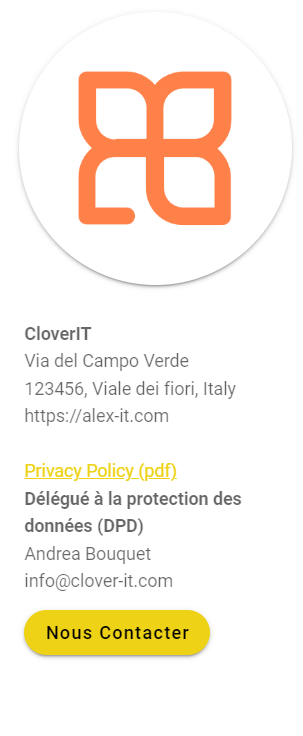 CloverIT
Via del Campo Verde
123456, Viale dei fiori, Italy
https://alex-it.com
Privacy Policy (pdf)
Délégué à la protection des
données (DPD)
Andrea Bouquet
info@clover-it.com
Nous Contacter